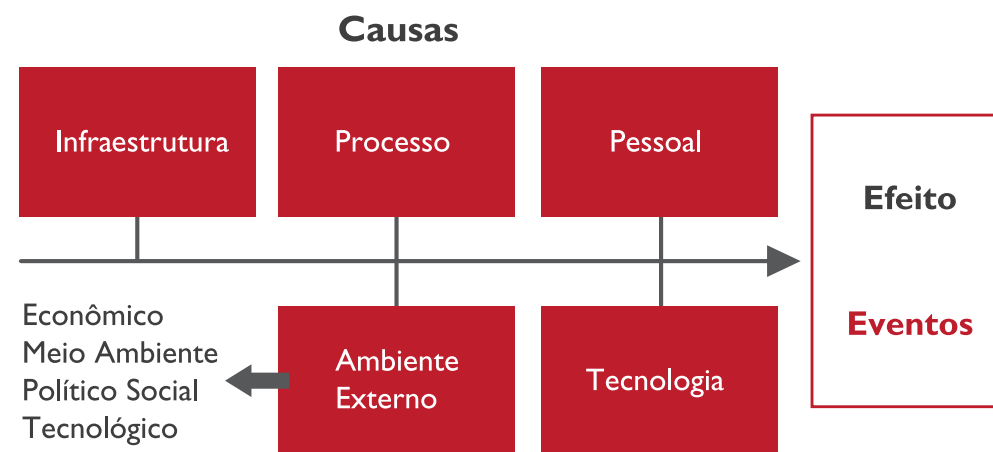 Causas
Infraestrutura
Processo
Pessoal
Efeito
Eventos
Econômico
Meio Ambiente
Político Social
Tecnológico
Ambiente
Externo
Tecnologia